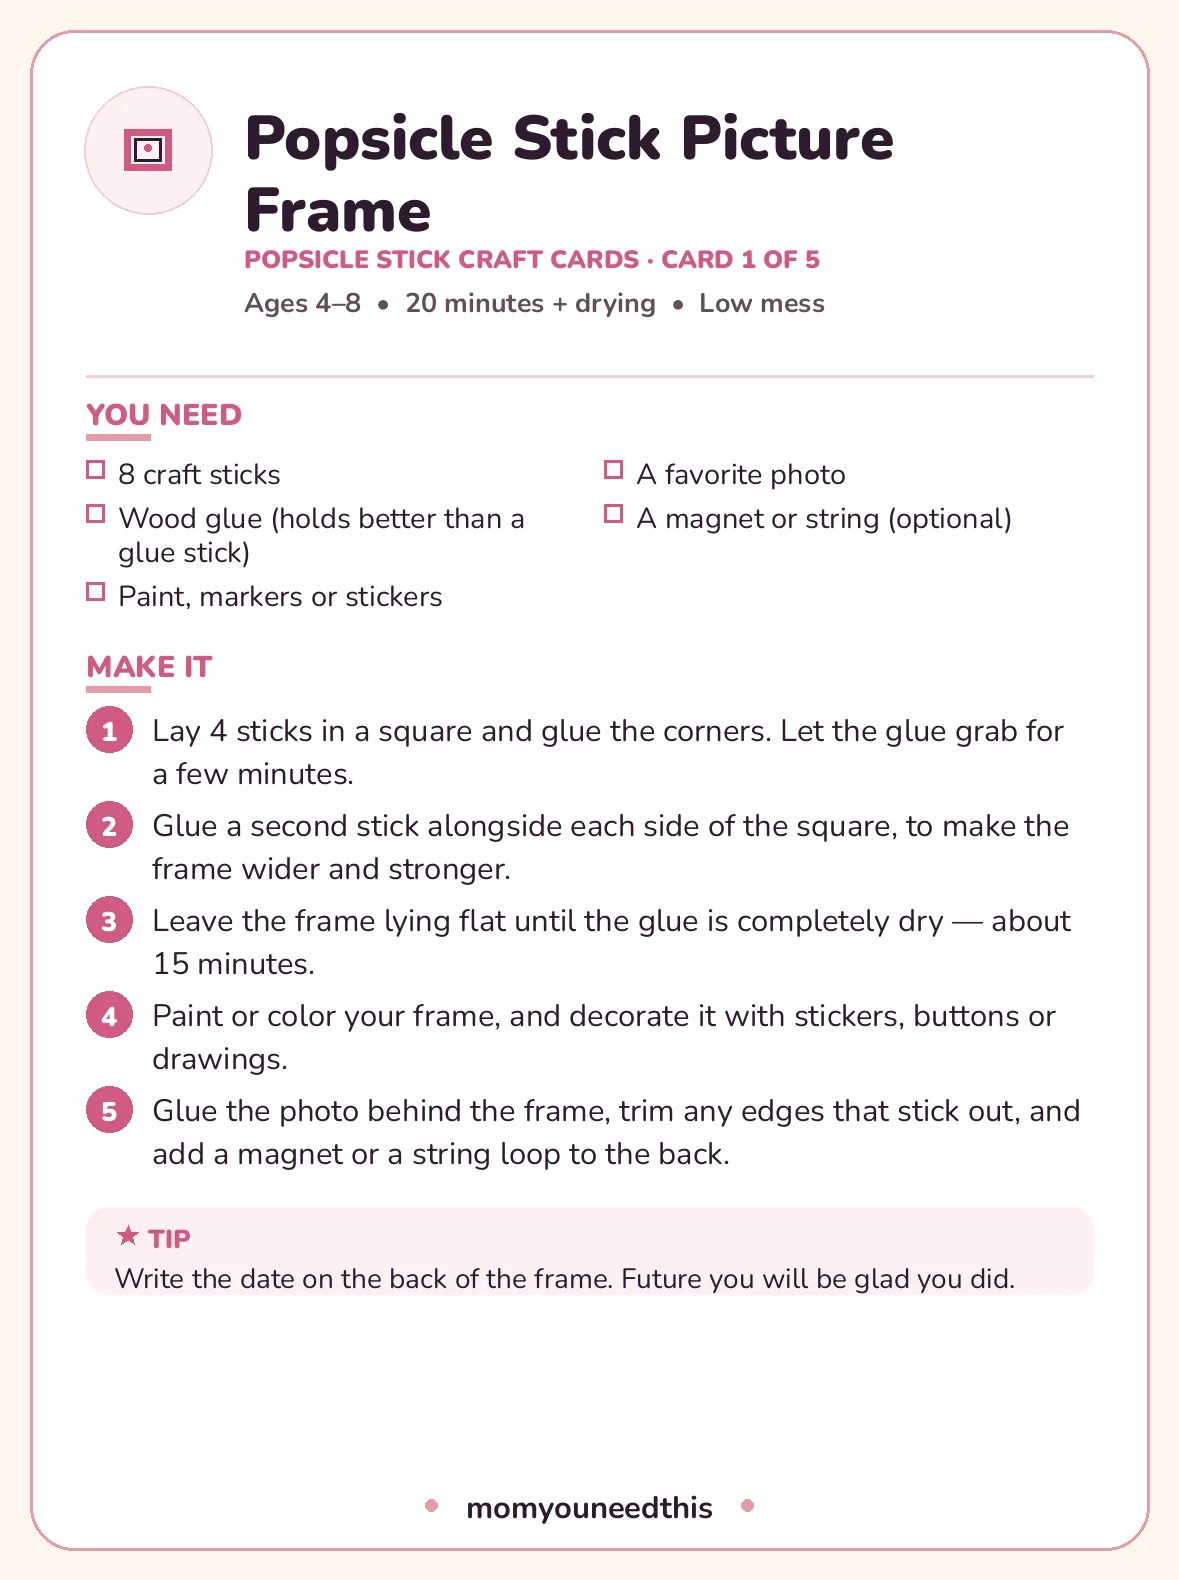 Popsicle Stick Picture
Frame
POPSICLE STICK CRAFT CARDS · CARD 1 OF 5
Ages 4–8 • 20 minutes + drying • Low mess
YOU NEED
8 craft sticks
Wood glue (holds better than a
glue stick)
Paint, markers or stickers
A favorite photo
A magnet or string (optional)
MAKE IT
1 Lay 4 sticks in a square and glue the corners. Let the glue grab for
a few minutes.
2 Glue a second stick alongside each side of the square, to make the
frame wider and stronger.
3 Leave the frame lying flat until the glue is completely dry — about
15 minutes.
4 Paint or color your frame, and decorate it with stickers, buttons or
drawings.
5 Glue the photo behind the frame, trim any edges that stick out, and
add a magnet or a string loop to the back.
★ TIP
Write the date on the back of the frame. Future you will be glad you did.
• momyouneedthis •